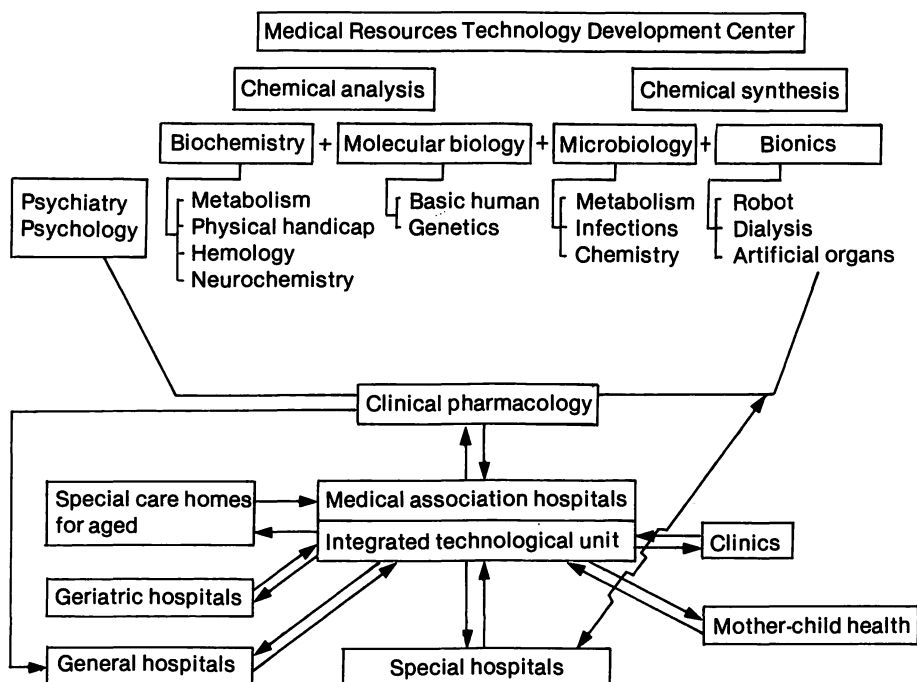 Medical Resources Technology Development Center
Chemical analysis
Chemical synthesis
Biochemistry + Molecular biology + Microbiology + Bionics
Psychiatry
Psychology
Metabolism
Physical handicap
Hemology
Neurochemistry
Basic human
Genetics
Metabolism
Infections
Chemistry
Robot
Dialysis
Artificial organs
Clinical pharmacology
Special care homes
for aged
Medical association hospitals
Integrated technological unit
Clinics
Geriatric hospitals
Mother-child health
General hospitals
Special hospitals